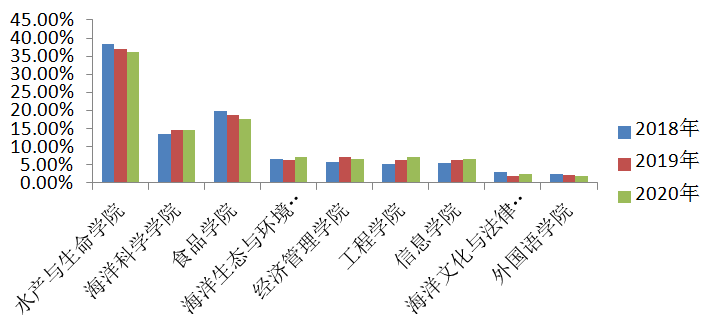 45.00%
40.00%
35.00%
30.00%
25.00%
20.00%
15.00%
10.00%
5.00%
0.00%
水产与生命学院
海洋科学学院
食品学院
海洋生态与环境..
经济管理学院
工程学院
信息学院
海洋文化与法律..
外国语学院
2018年
2019年
2020年